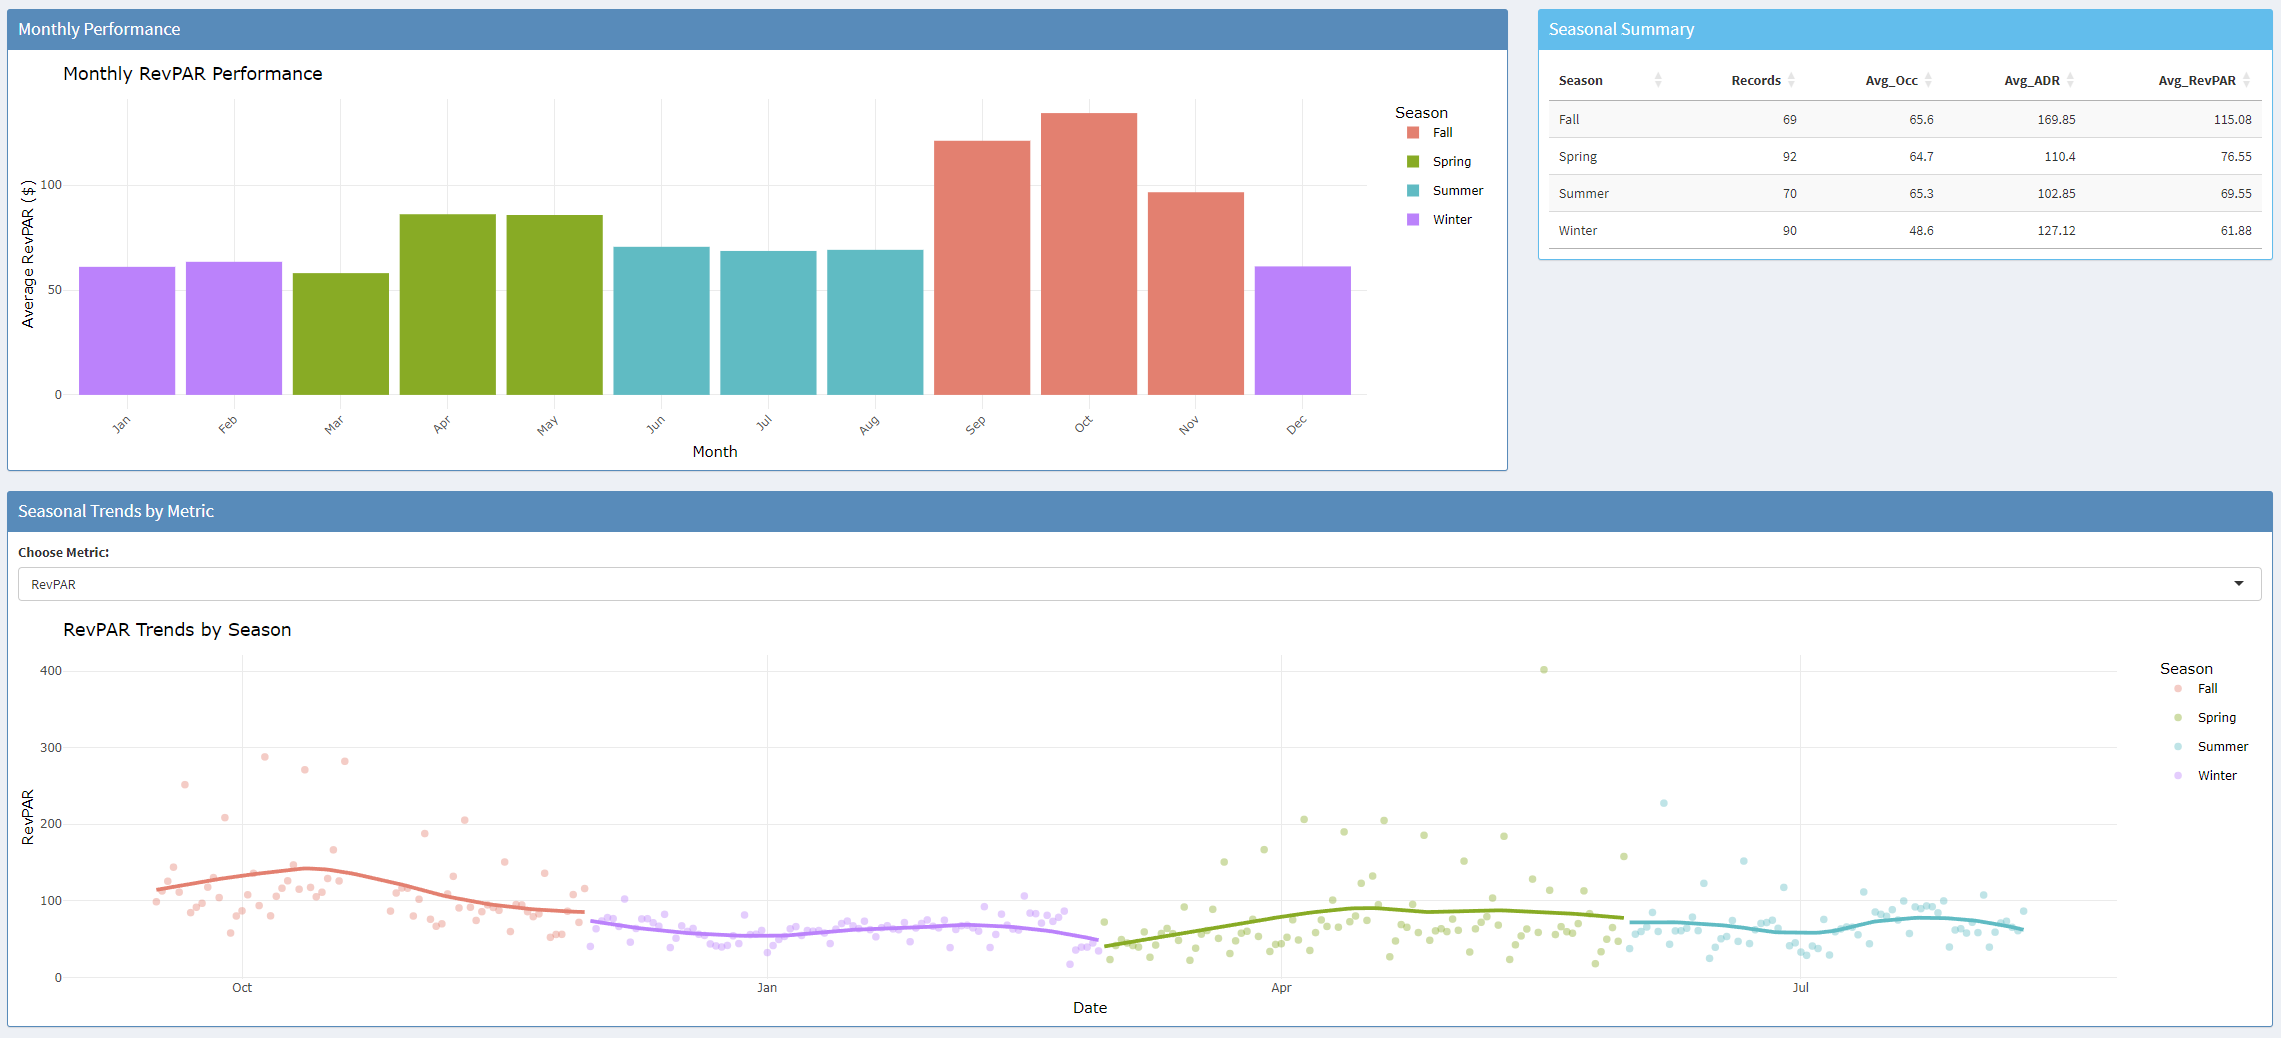 Monthly Performance
Monthly RevPAR Performance
Average RevPAR ($)
100
50
0
Jan Feb Mar Apr May Jun Jul Aug Sep Oct Nov Dec
Month
Season
Fall
Spring
Summer
Winter
Seasonal Summary
Season Records Avg_Occ Avg_ADR Avg_RevPAR
Fall 69 65.6 169.85 115.08
Spring 92 64.7 110.4 76.55
Summer 70 65.3 102.85 69.55
Winter 90 48.6 127.12 61.88
Seasonal Trends by Metric
Choose Metric:
RevPAR
RevPAR Trends by Season
RevPAR
400
300
200
100
0
Oct Jan Apr Jul
Date
Season
Fall
Spring
Summer
Winter